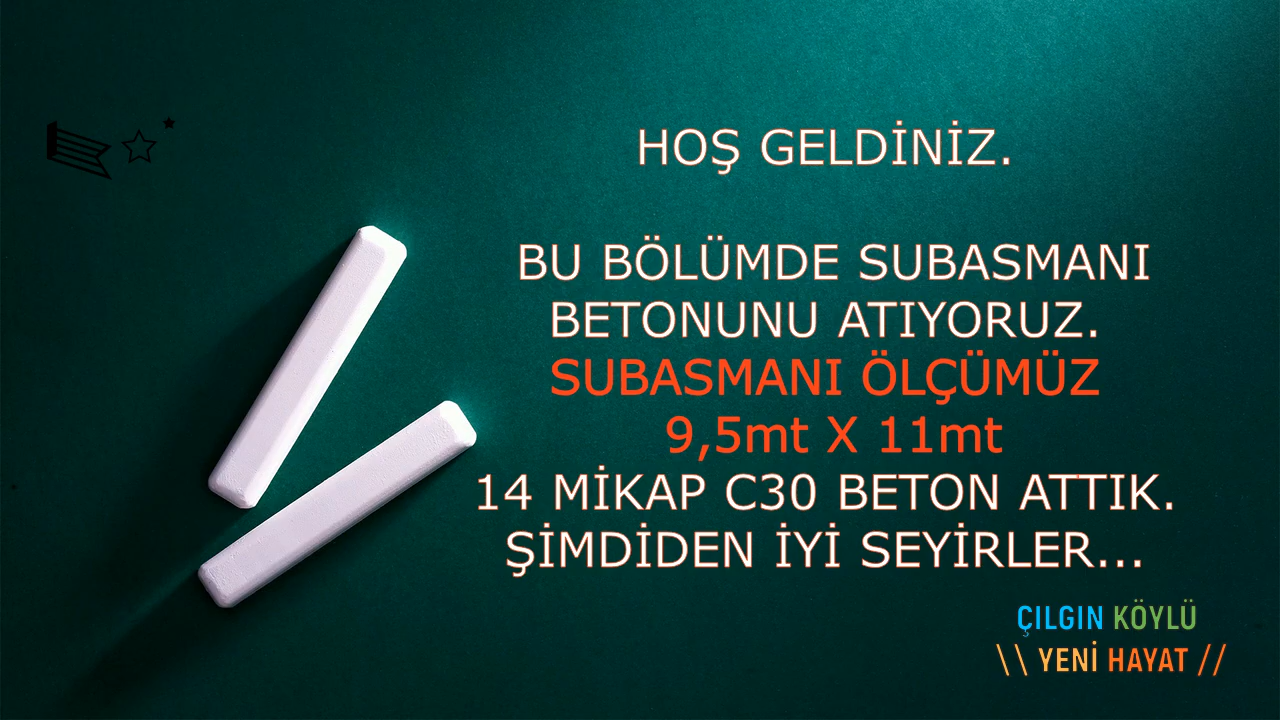 HOŞ GELDİNİZ.
BU BÖLÜMDE SUBASMANI
BETONUNU ATIYORUZ.
SUBASMANI ÖLÇÜMÜZ
9,5mt X 11mt
14 MİKAP C30 BETON ATTIK.
ŞİMDİDEN İYİ SEYİRLER...
ÇILGIN KÖYLÜ
\\ YENİ HAYAT //